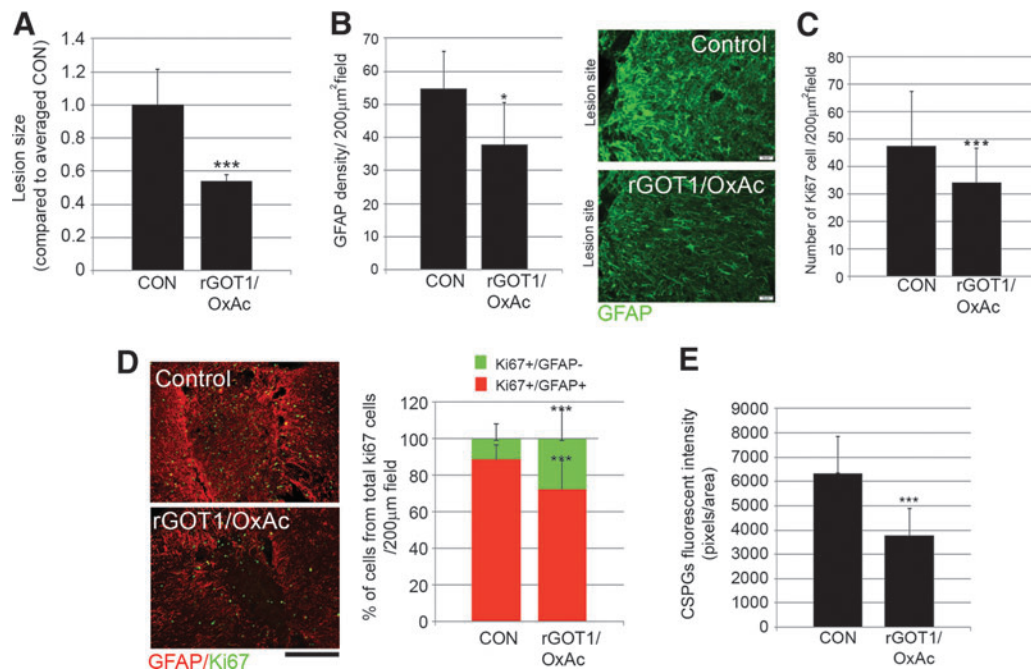 A
Lesion size
(compared to averaged CON)
1.4
1.2
1.0
0.8
0.6
0.4
0.2
0.0
***
CON
rGOT1/
OxAc
B
GFAP density/ 200µm² field
70
60
50
40
30
20
10
0
*
CON
rGOT1/
OxAc
Lesion site
Control
Lesion site
rGOT1/OxAc
GFAP
C
Number of Ki67 cell /200µm² field
80
70
60
50
40
30
20
10
0
***
CON
rGOT1/
OxAc
D
Control
rGOT1/OxAc
GFAP/Ki67
Ki67+/GFAP-
Ki67+/GFAP+
% of cells from total ki67 cells
/200µm field
120
100
80
60
40
20
0
***
***
CON
rGOT1/
OxAc
E
CSPGs fluorescent intensity
(pixels/area)
9000
8000
7000
6000
5000
4000
3000
2000
1000
0
***
CON
rGOT1/
OxAc